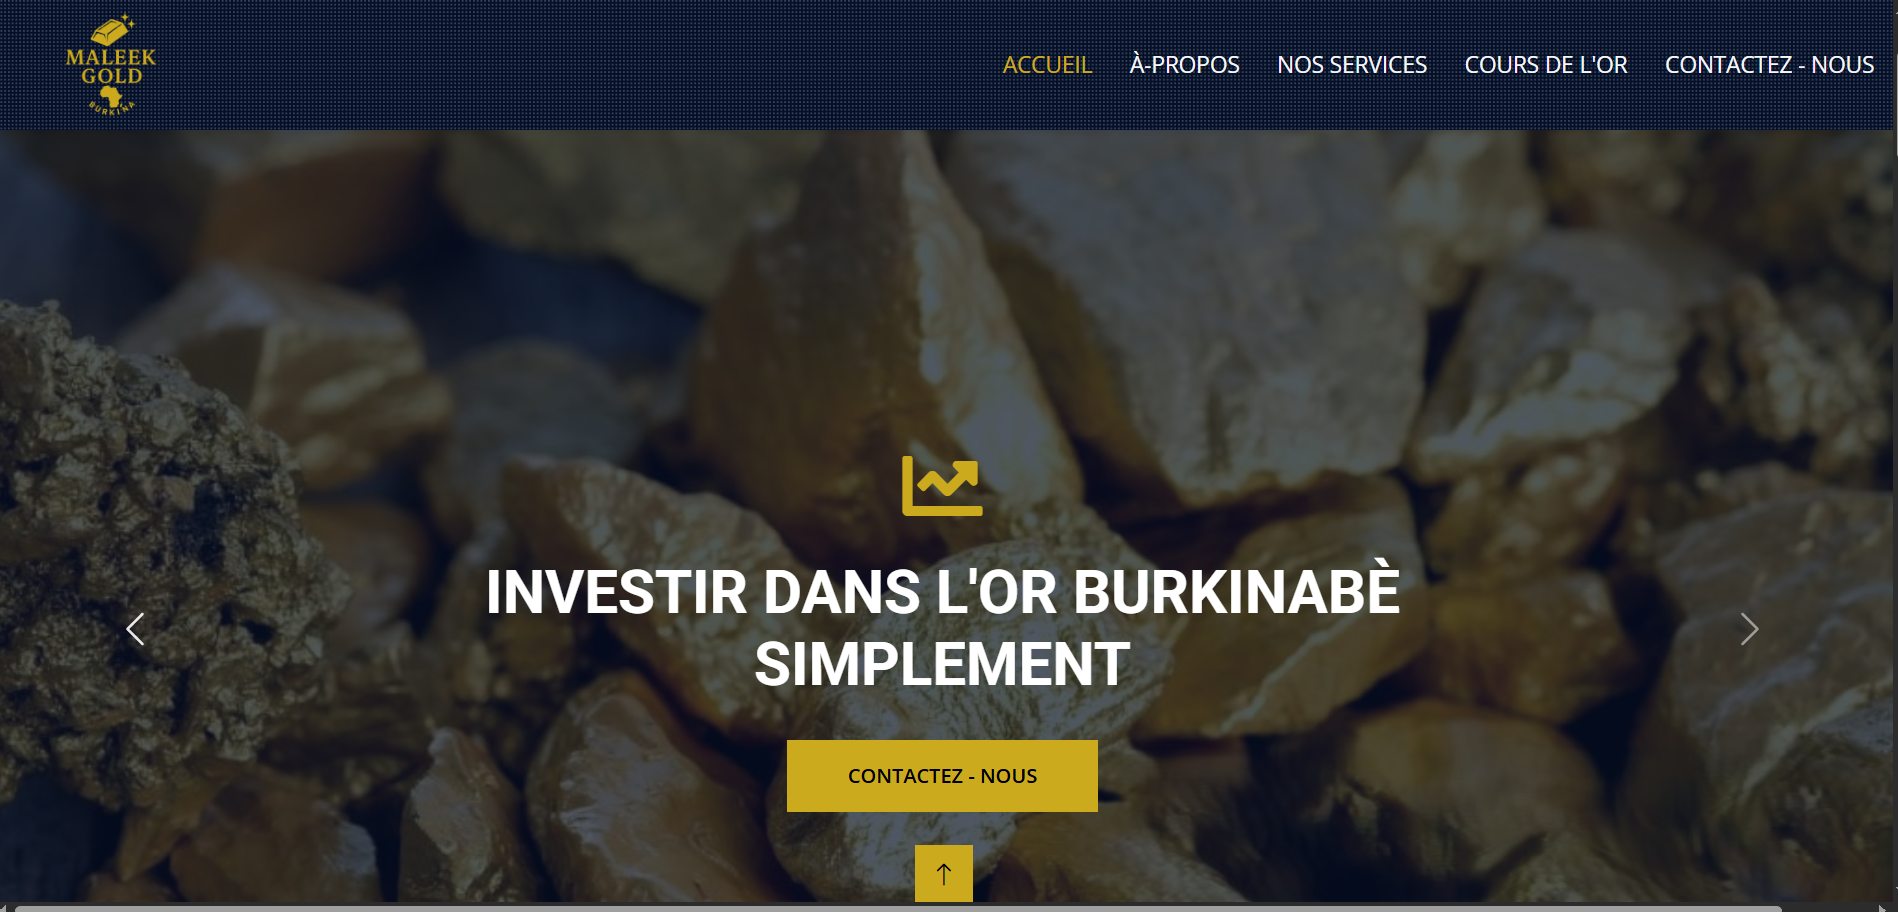 MALEEK
GOLD
BURKINA
ACCUEIL
À-PROPOS
NOS SERVICES
COURS DE L'OR
CONTACTEZ - NOUS
INVESTIR DANS L'OR BURKINABÈ
SIMPLEMENT
CONTACTEZ - NOUS